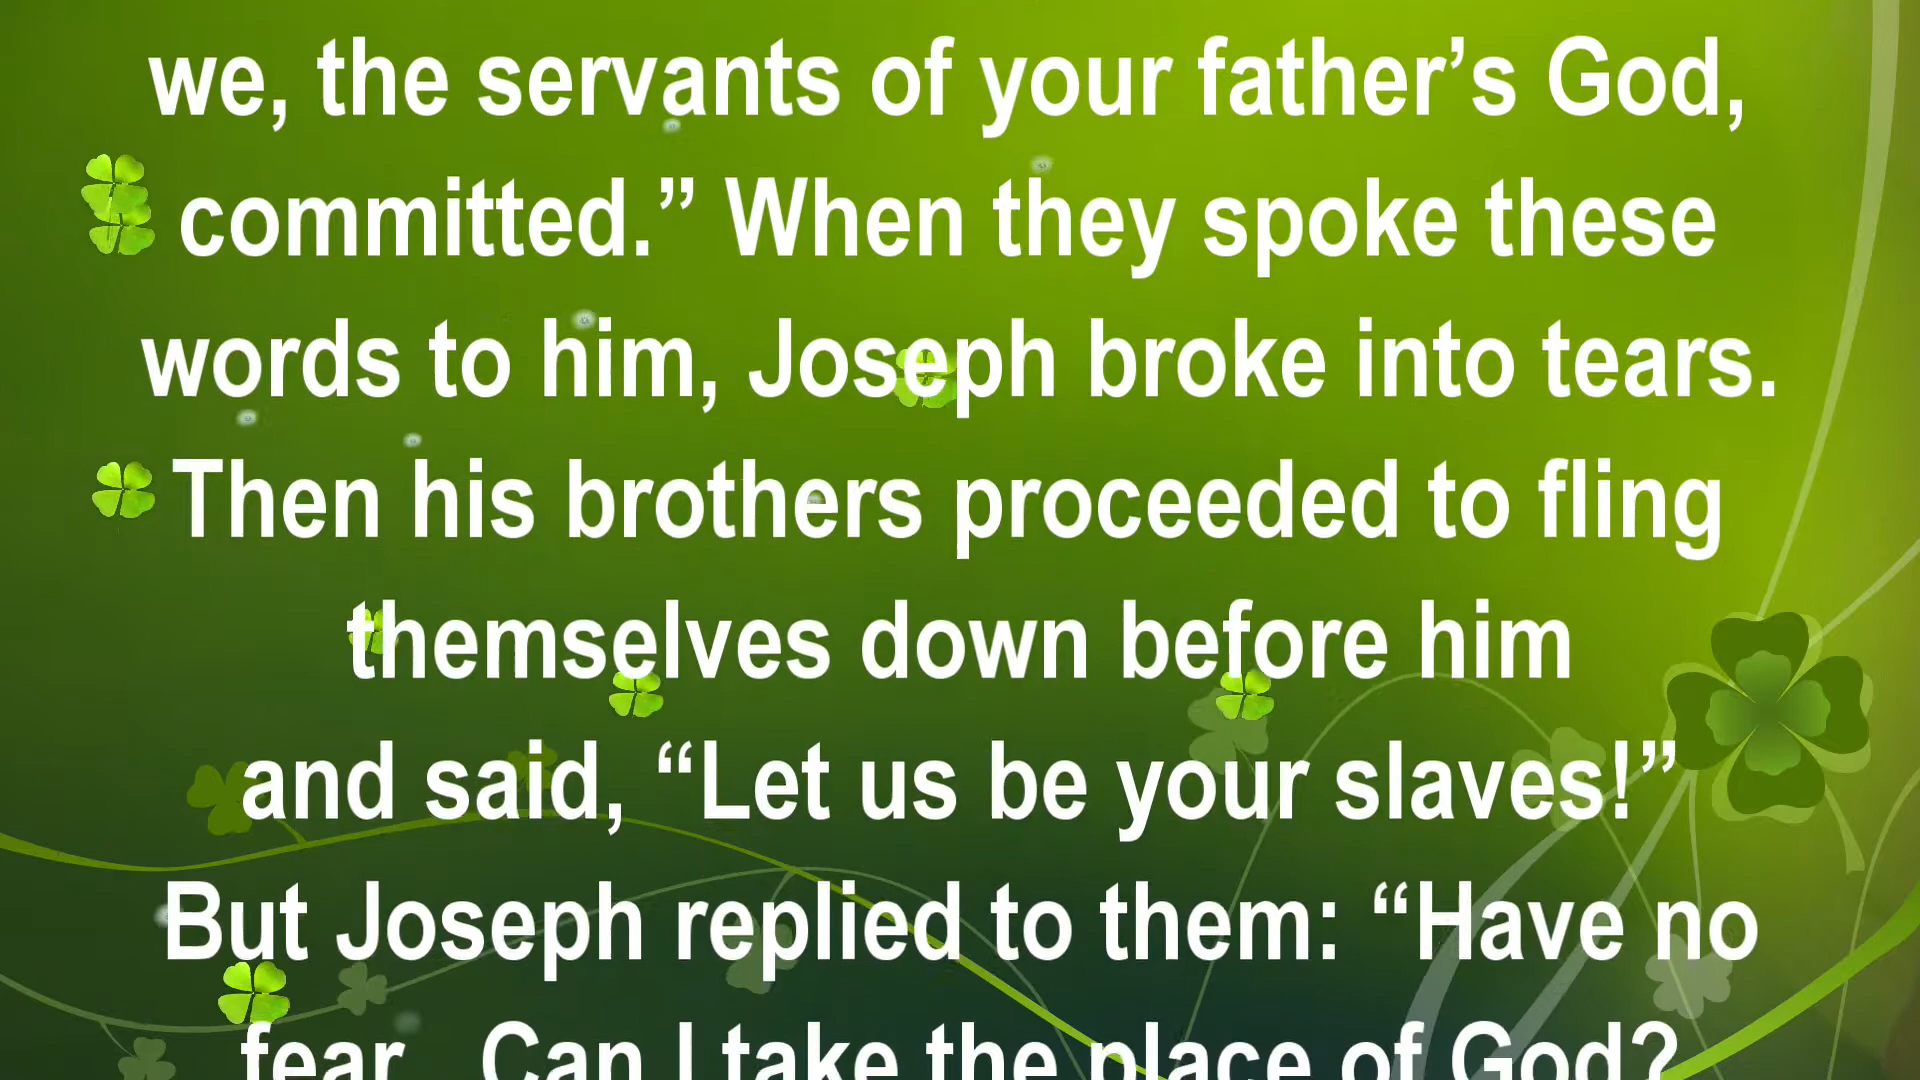 we, the servants of your father’s God,
committed.” When they spoke these
words to him, Joseph broke into tears.
Then his brothers proceeded to fling
themselves down before him
and said, “Let us be your slaves!”
But Joseph replied to them: “Have no
fear. Can I take the place of God?